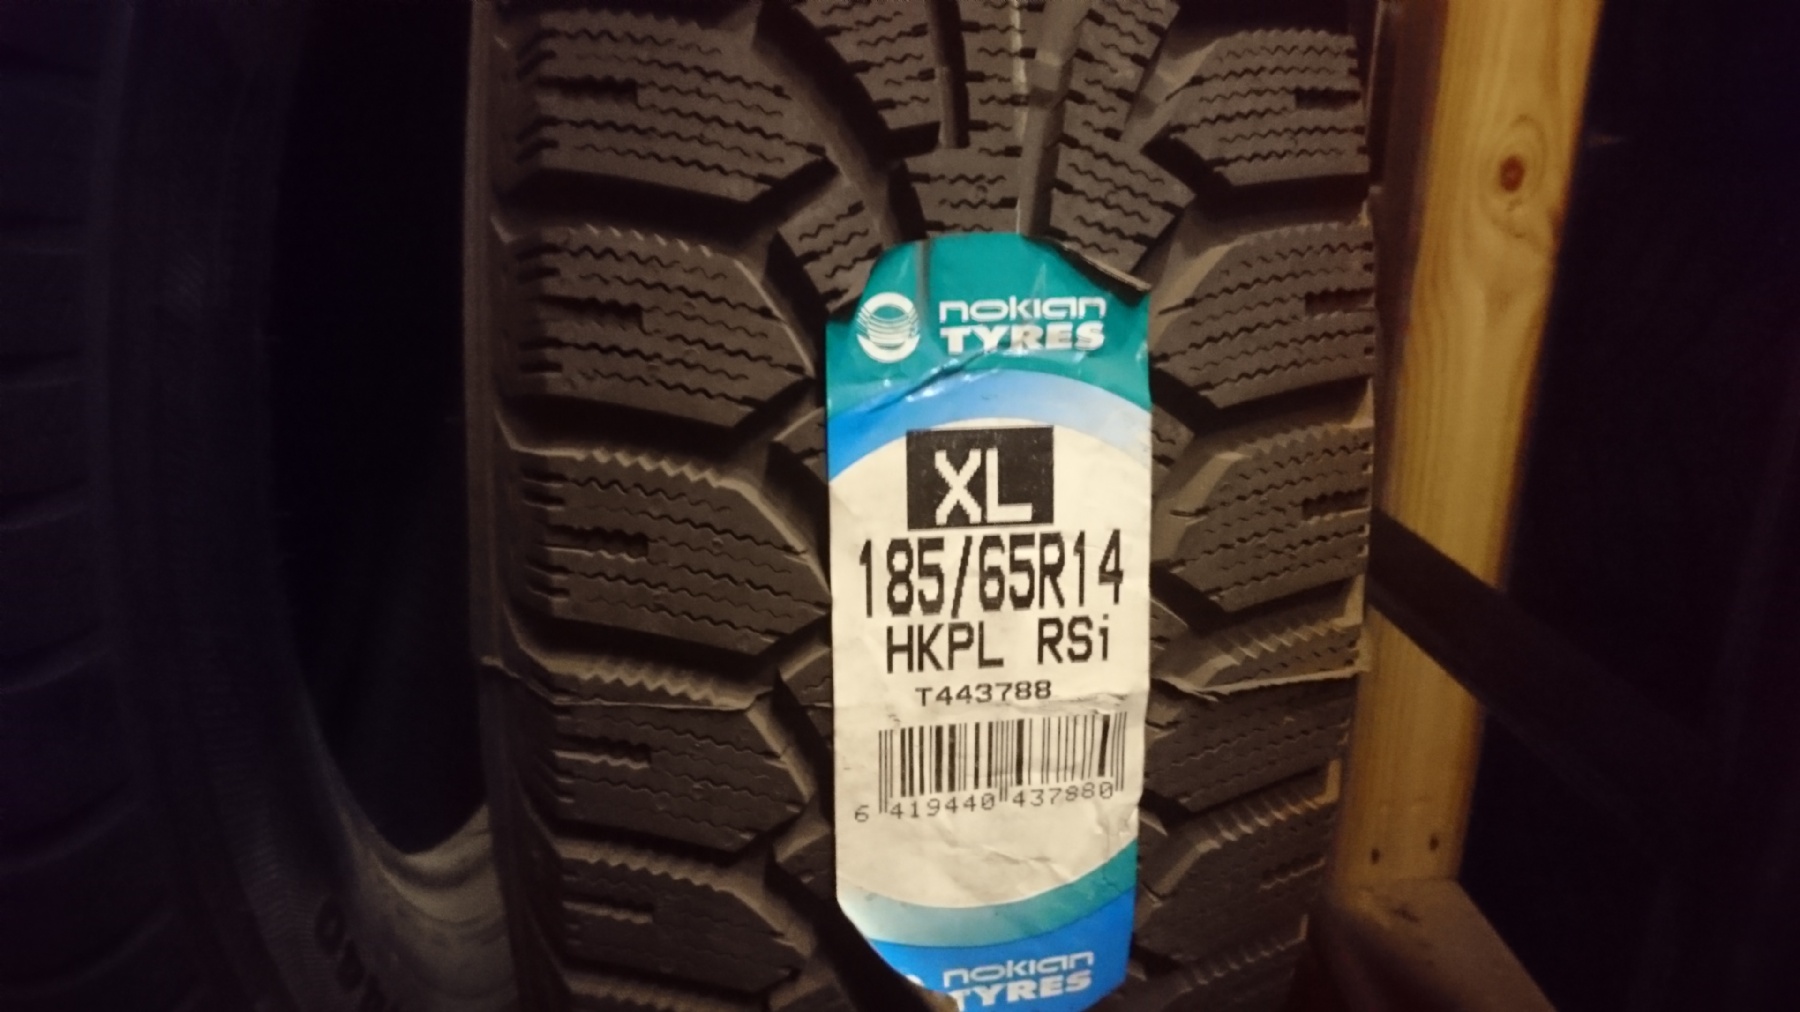 nokian
TYRES
XL
185/65R14
HKPL RSi
T443788
6 419440 437880
nokian
TYRES